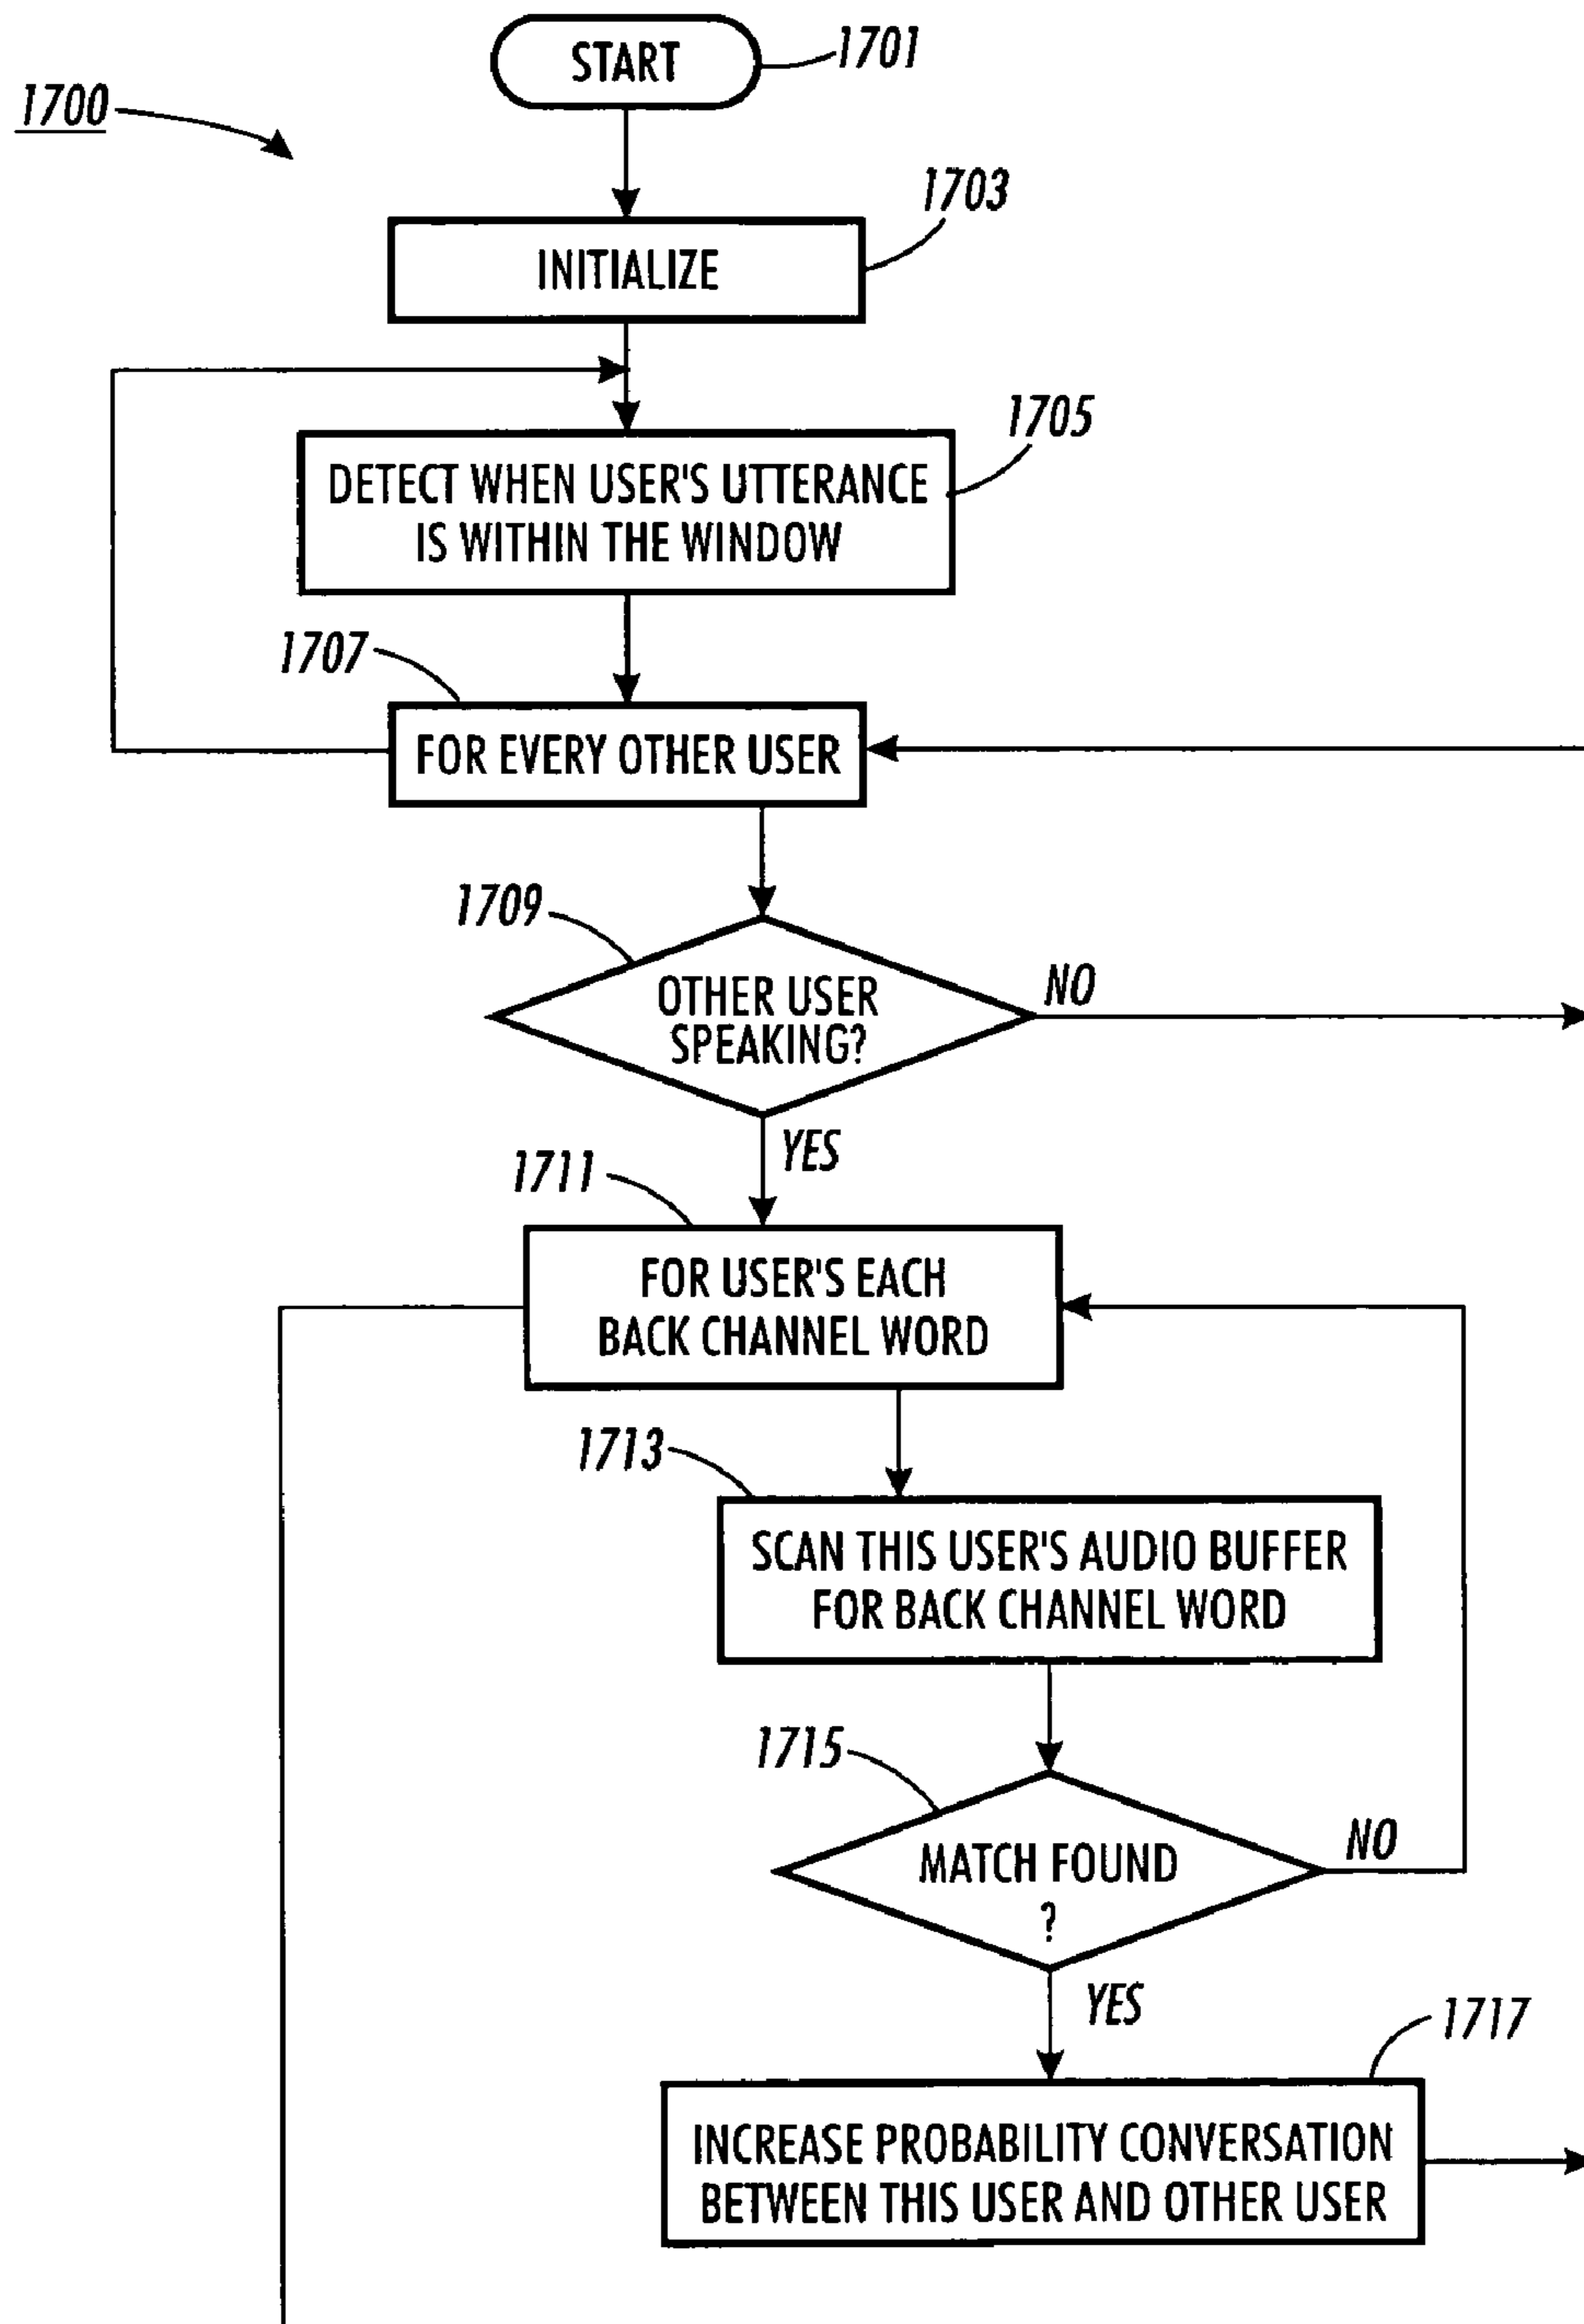 START
1701
1700
1703
INITIALIZE
1705
DETECT WHEN USER'S UTTERANCE
IS WITHIN THE WINDOW
1707
FOR EVERY OTHER USER
1709
OTHER USER
SPEAKING?
NO
YES
1711
FOR USER'S EACH
BACK CHANNEL WORD
1713
SCAN THIS USER'S AUDIO BUFFER
FOR BACK CHANNEL WORD
1715
MATCH FOUND
?
NO
YES
1717
INCREASE PROBABILITY CONVERSATION
BETWEEN THIS USER AND OTHER USER